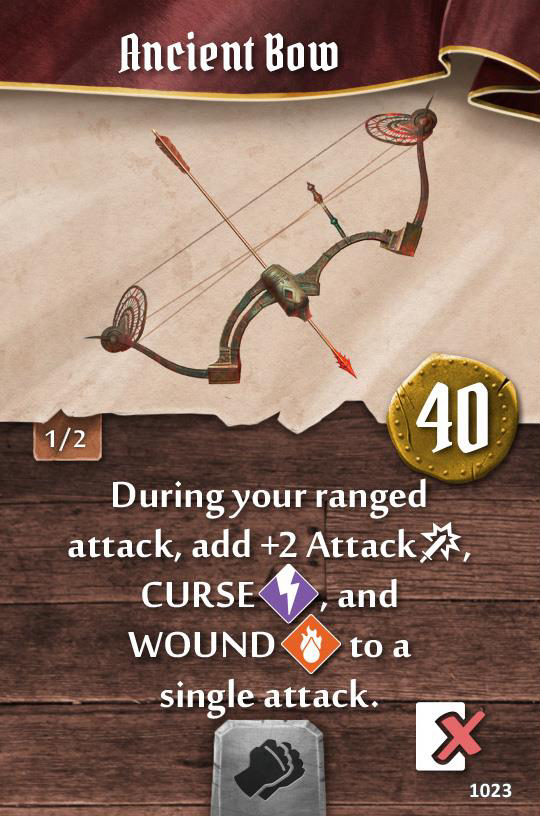 Ancient Bow
40
1/2
During your ranged
attack, add +2 Attack,
CURSE, and
WOUND to a
single attack.
1023